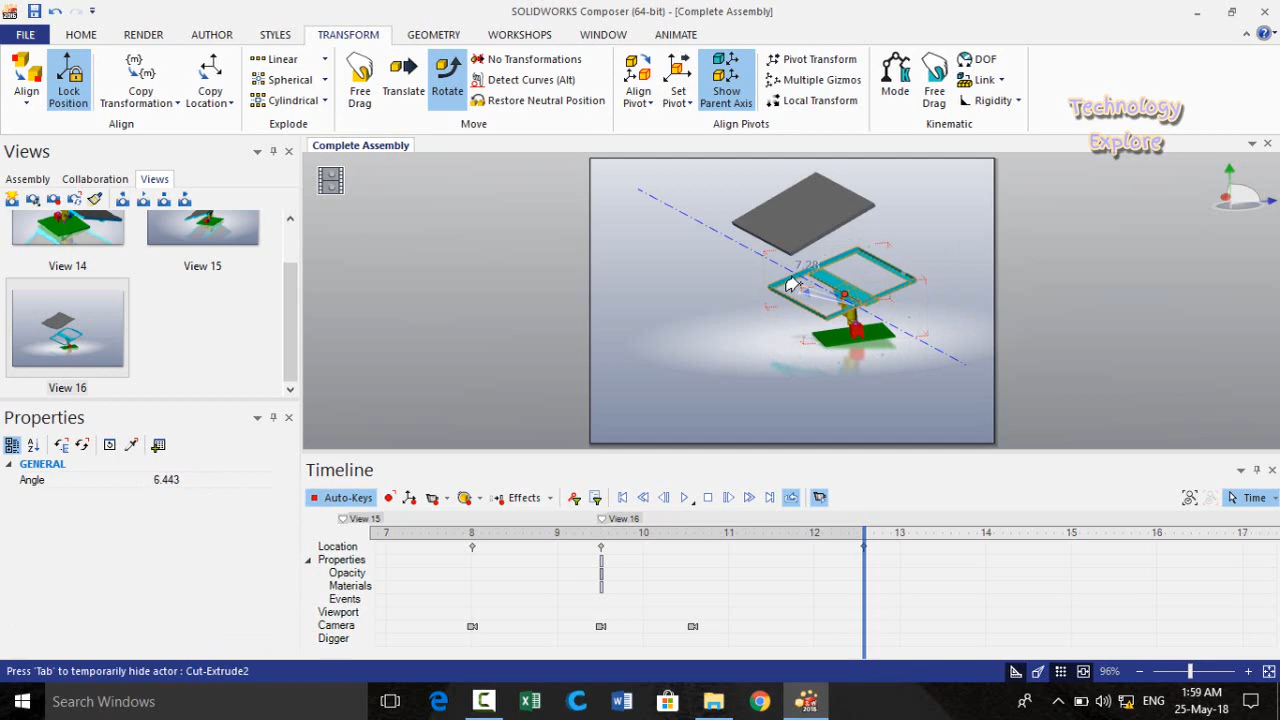 SOLIDWORKS Composer (64-bit) - [Complete Assembly]
FILE HOME RENDER AUTHOR STYLES TRANSFORM GEOMETRY WORKSHOPS WINDOW ANIMATE
Align
Lock Position
Copy Transformation
Copy Location
Align
Linear
Spherical
Cylindrical
Explode
Free Drag
Translate
Rotate
No Transformations
Detect Curves (Alt)
Restore Neutral Position
Move
Align Pivot
Set Pivot
Show Parent Axis
Pivot Transform
Multiple Gizmos
Local Transform
Align Pivots
Mode
Free Drag
DOF
Link
Rigidity
Kinematic
Technology
Explore
Views
Assembly Collaboration Views
View 14
View 15
View 16
Complete Assembly
Properties
GENERAL
Angle 6.443
Timeline
Auto-Keys
Effects
Time
View 15
View 16
7 8 9 10 11 12 13 14 15 16 17
Location
Properties
Opacity
Materials
Events
Viewport
Camera
Digger
Press 'Tab' to temporarily hide actor : Cut-Extrude2
96%
Search Windows
ENG
1:59 AM
25-May-18